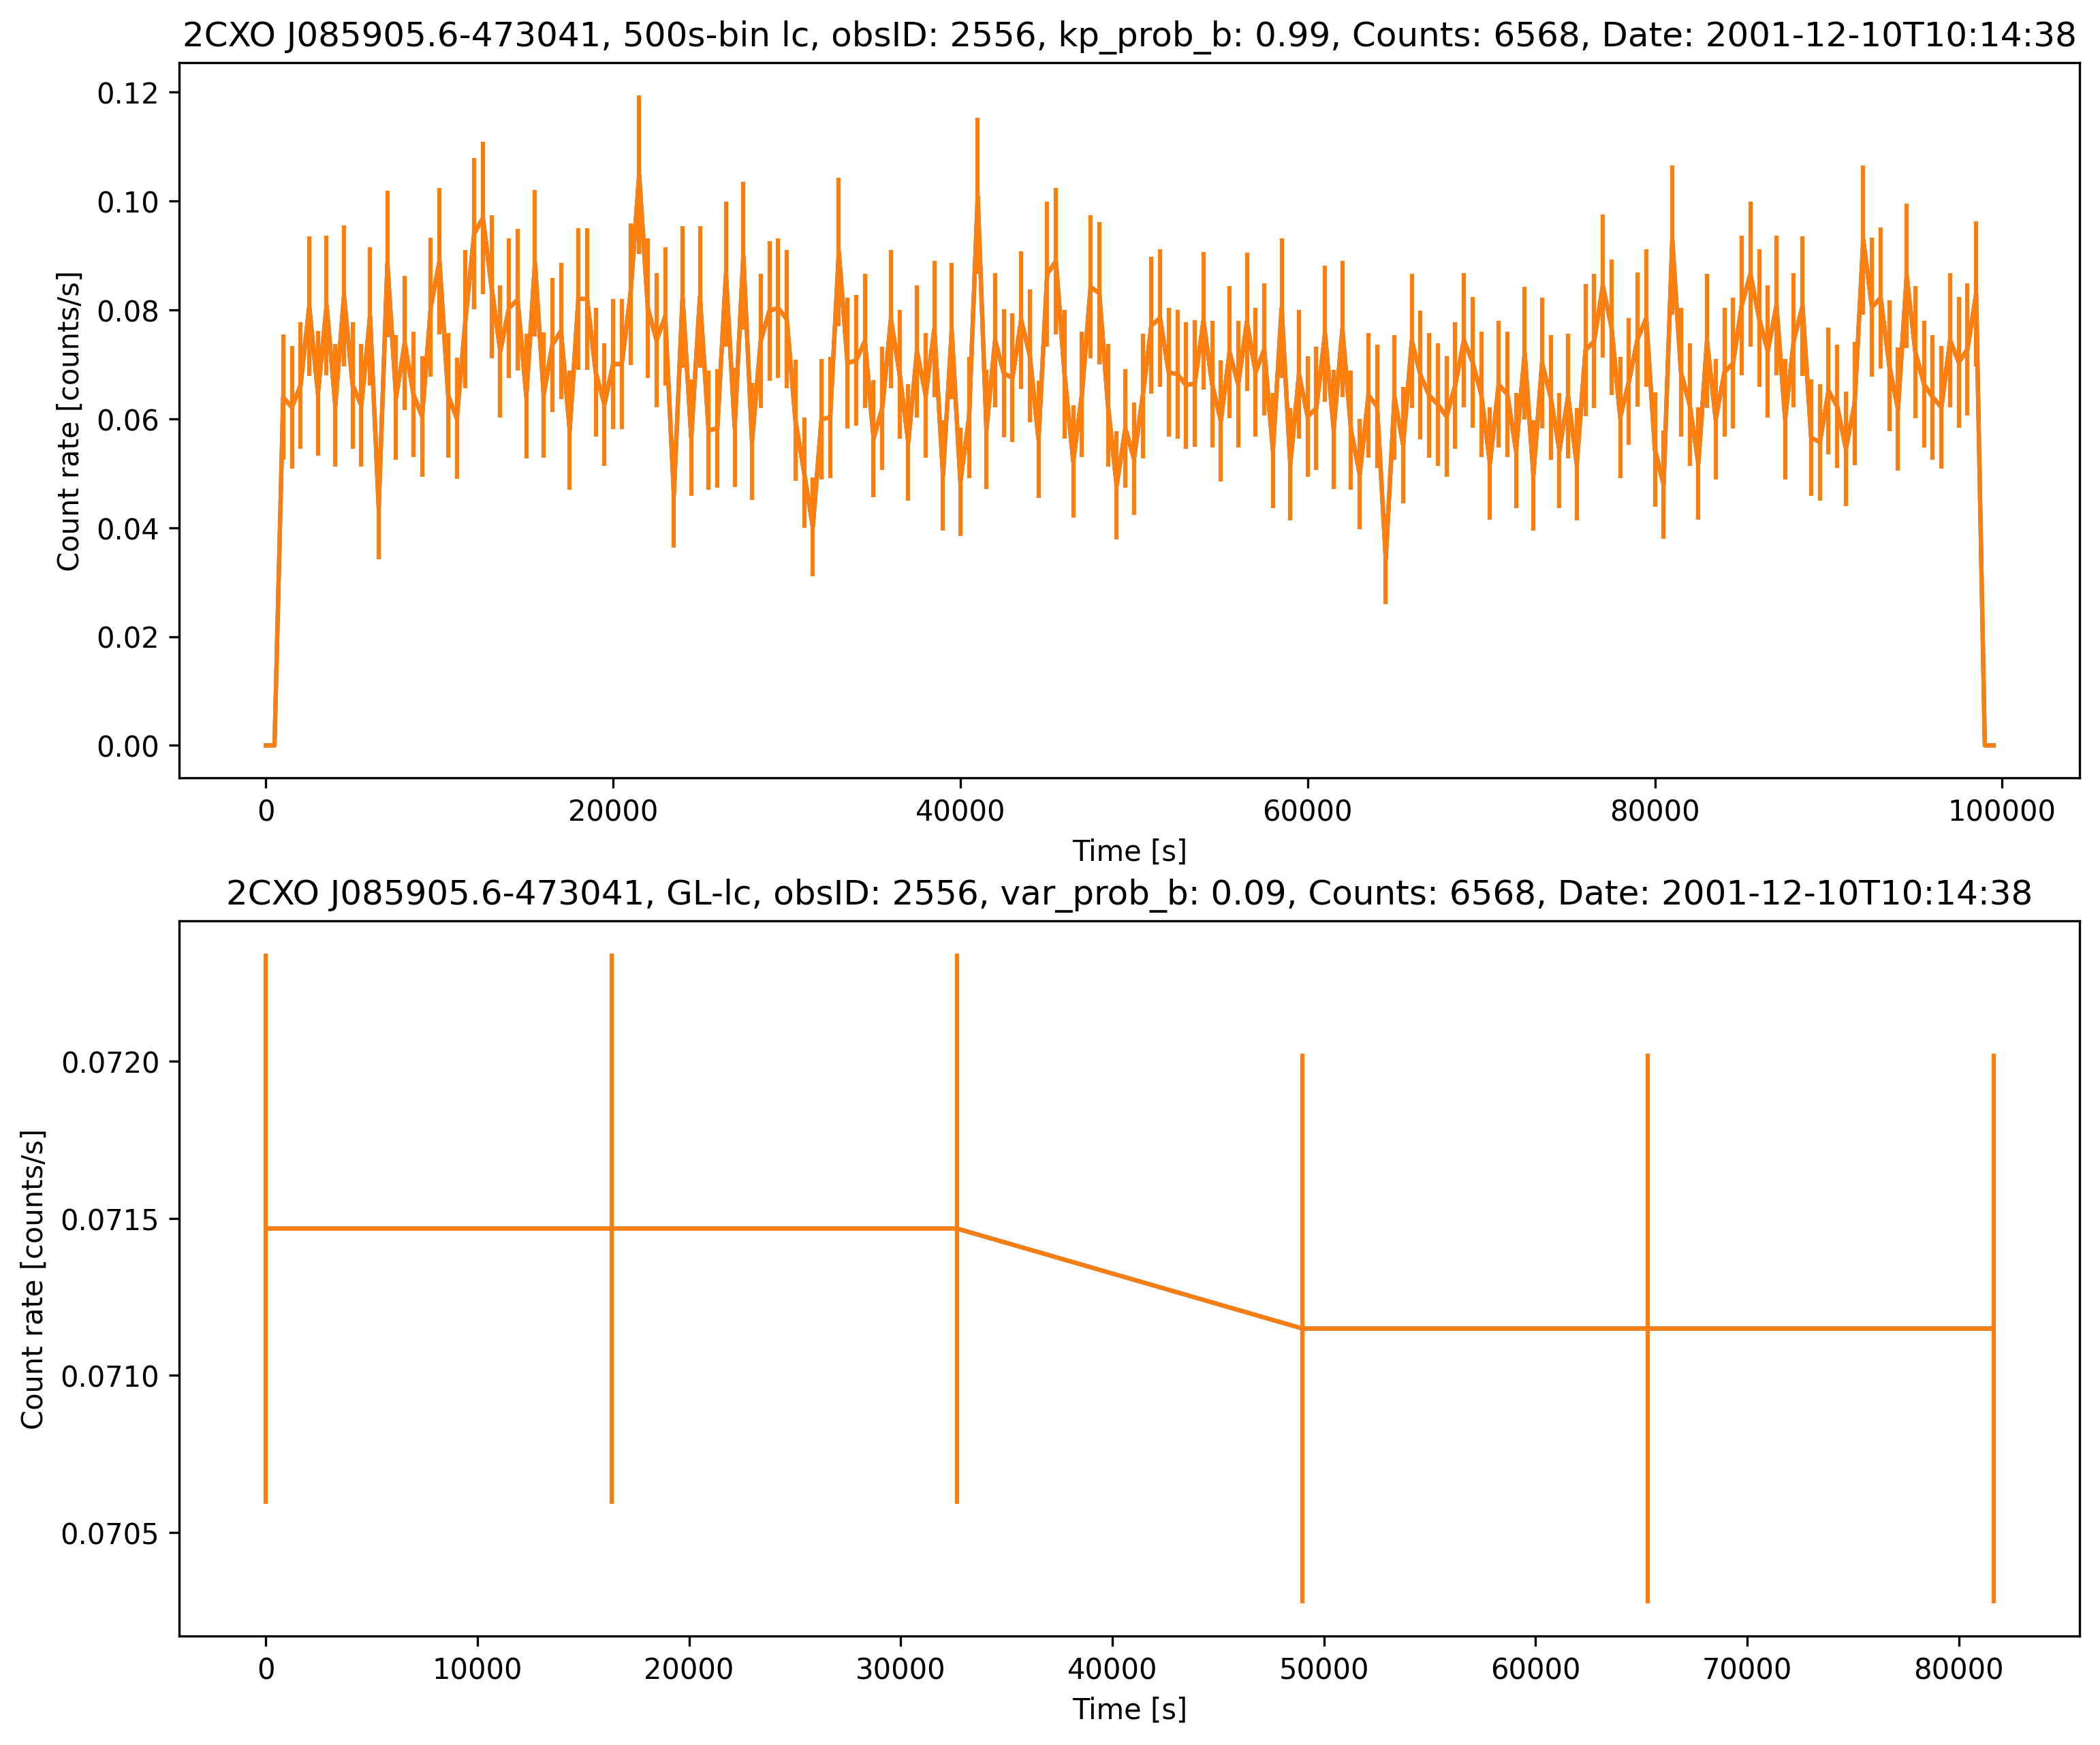 2CXO J085905.6-473041, 500s-bin lc, obsID: 2556, kp_prob_b: 0.99, Counts: 6568, Date: 2001-12-10T10:14:38
Count rate [counts/s]
0.12
0.10
0.08
0.06
0.04
0.02
0.00
0 20000 40000 60000 80000 100000
Time [s]
2CXO J085905.6-473041, GL-lc, obsID: 2556, var_prob_b: 0.09, Counts: 6568, Date: 2001-12-10T10:14:38
Count rate [counts/s]
0.0720
0.0715
0.0710
0.0705
0 10000 20000 30000 40000 50000 60000 70000 80000
Time [s]